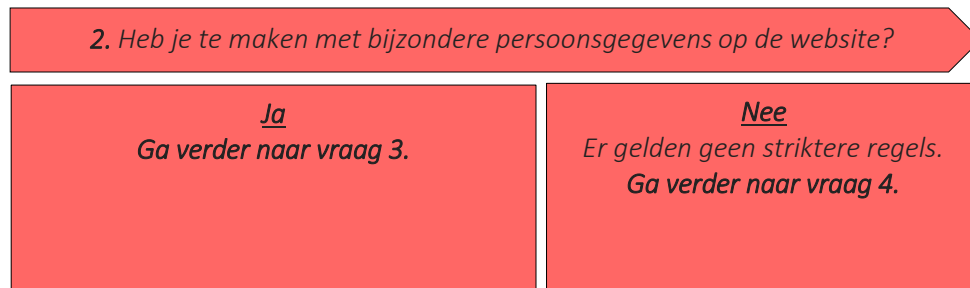 2. Heb je te maken met bijzondere persoonsgegevens op de website?
Ja
Ga verder naar vraag 3.
Nee
Er gelden geen striktere regels.
Ga verder naar vraag 4.